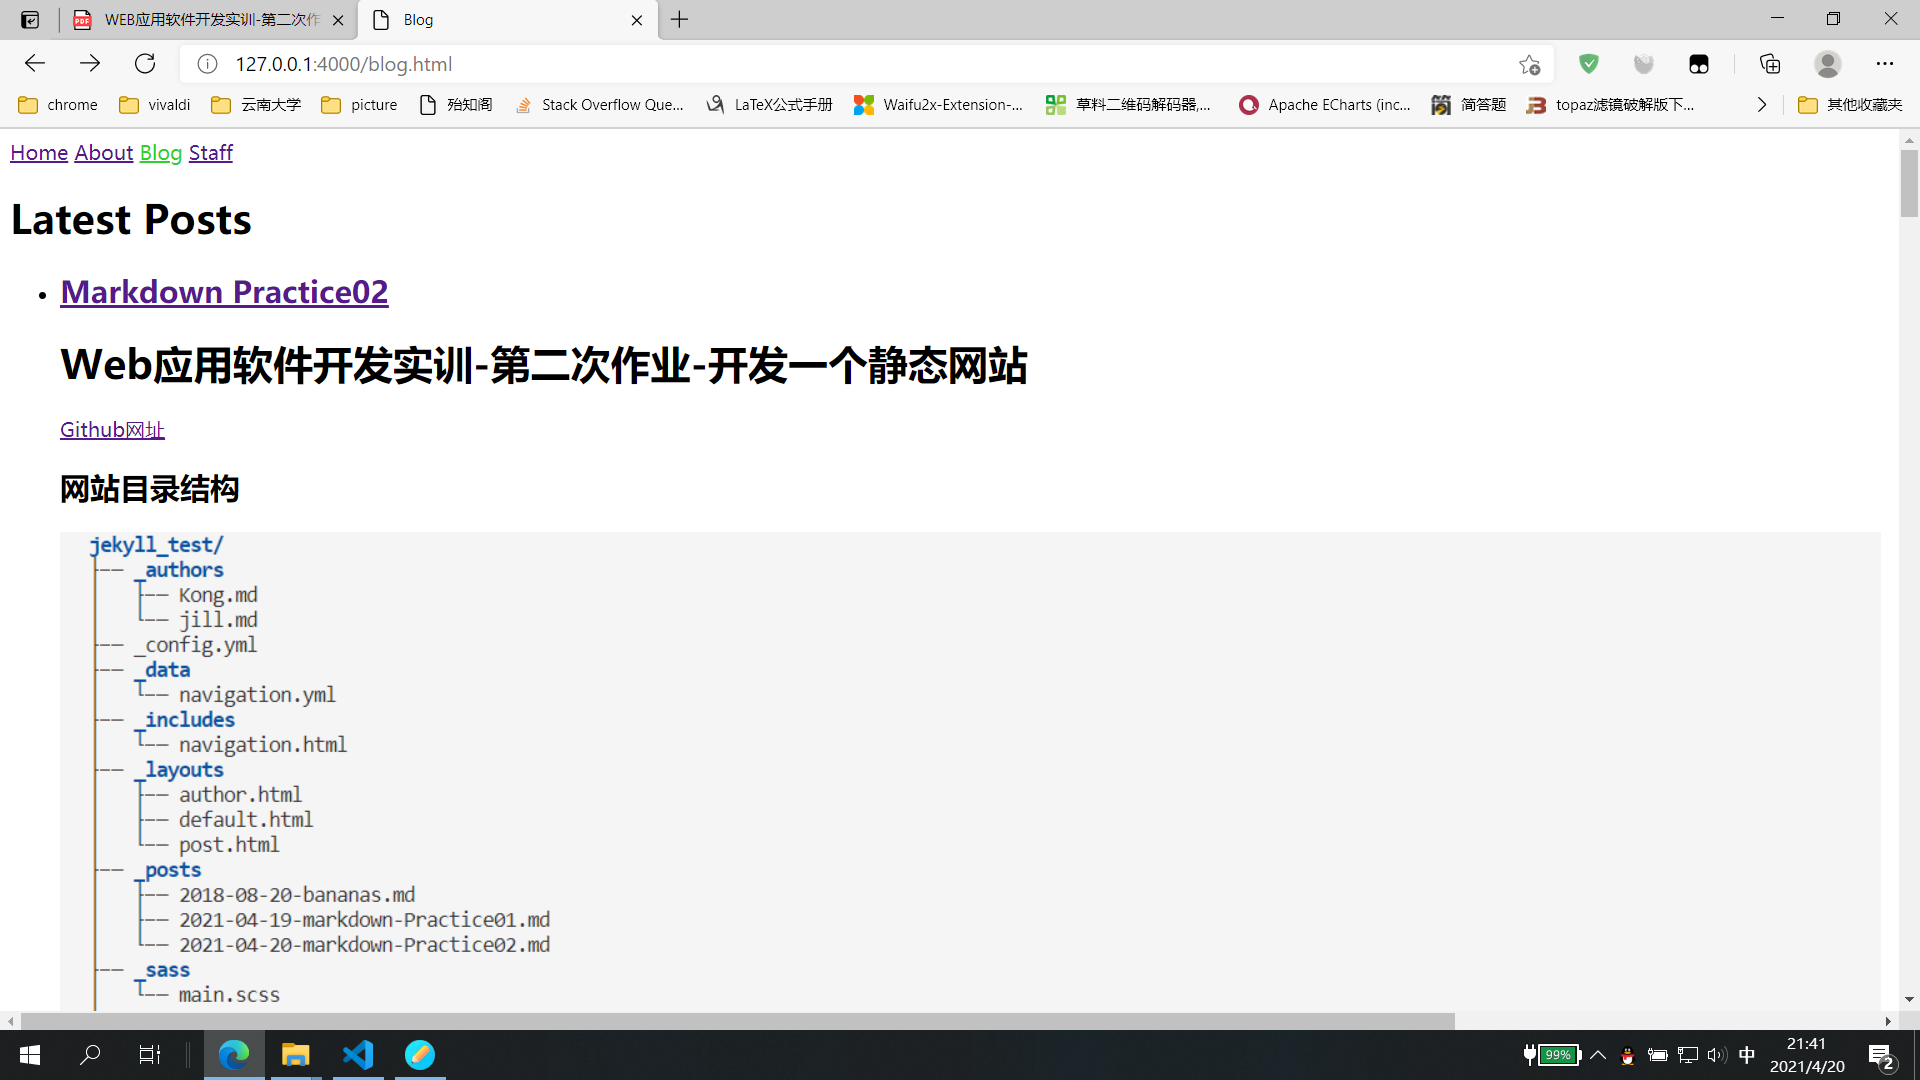 WEB应用软件开发实训-第二次作
Blog
127.0.0.1:4000/blog.html
chrome
vivaldi
云南大学
picture
殆知阁
Stack Overflow Que...
LaTeX公式手册
Waifu2x-Extension-...
草料二维码解码器,...
Apache ECharts (inc...
简答题
topaz滤镜破解版下...
其他收藏夹
Home About Blog Staff
Latest Posts
Markdown Practice02
Web应用软件开发实训-第二次作业-开发一个静态网站
Github网址
网站目录结构
jekyll_test/
├── _authors
│   ├── Kong.md
│   └── jill.md
├── _config.yml
├── _data
│   └── navigation.yml
├── _includes
│   └── navigation.html
├── _layouts
│   ├── author.html
│   ├── default.html
│   └── post.html
├── _posts
│   ├── 2018-08-20-bananas.md
│   ├── 2021-04-19-markdown-Practice01.md
│   └── 2021-04-20-markdown-Practice02.md
├── _sass
│   └── main.scss
99%
中
21:41
2021/4/20
2